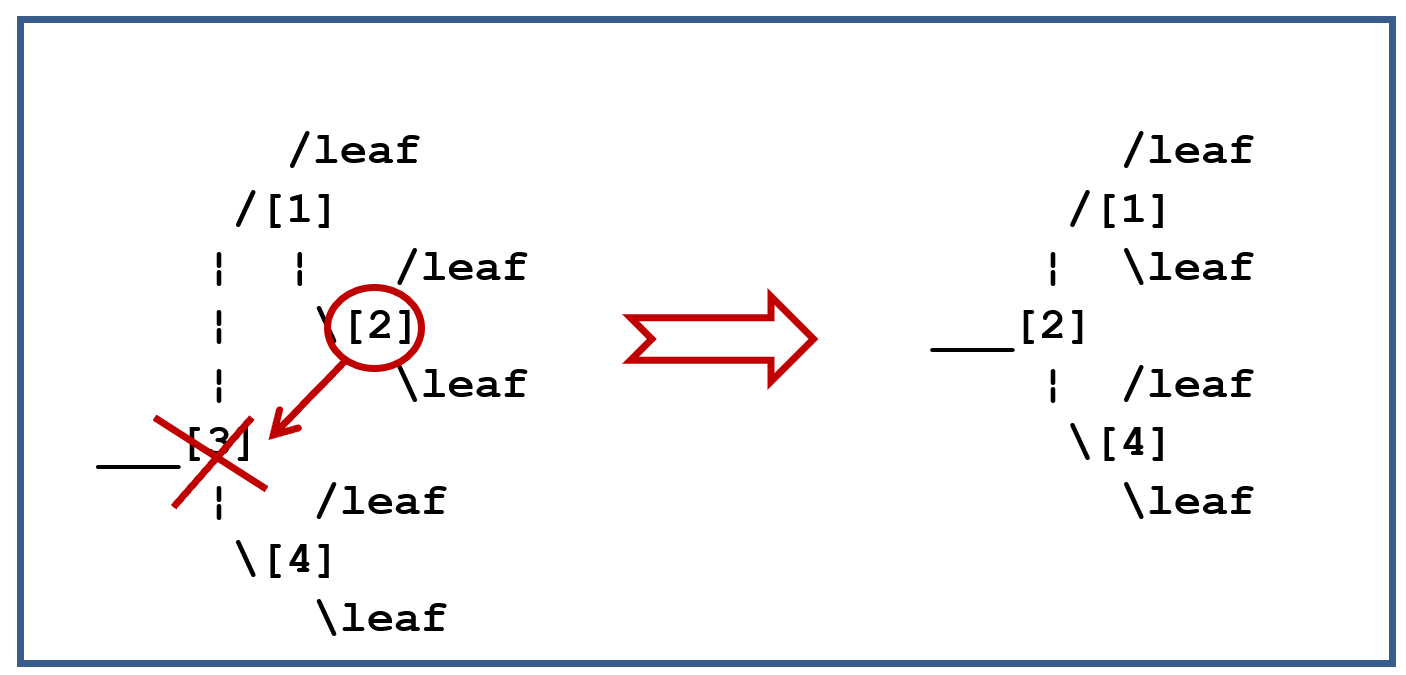 /leaf
/[1]
¦ ¦ /leaf
¦ \[2]
¦ \leaf
___[3]
¦ /leaf
\[4]
\leaf
/leaf
/[1]
¦ \leaf
___[2]
¦ /leaf
\[4]
\leaf